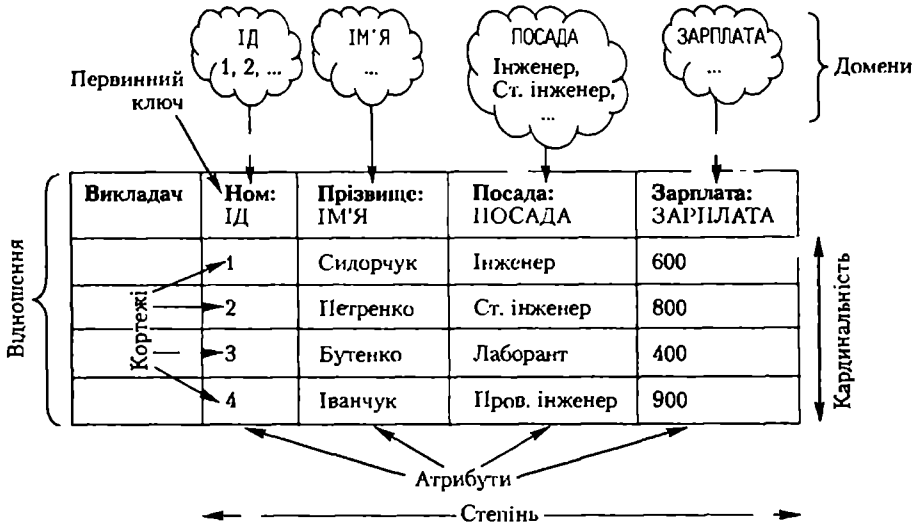 ІД
1, 2, ...
ІМ'Я
...
ПОСАДА
Інженер,
Ст. інженер,
...
ЗАРПЛАТА
...
Домени
Первинний
ключ
Викладач Ном: Прізвище: Посада: Зарплата:
ІД ІМ'Я ПОСАДА ЗАРПЛАТА
1 Сидорчук Інженер 600
2 Петренко Ст. інженер 800
3 Бутенко Лаборант 400
4 Іванчук Пров. інженер 900
Відношення
Кортежі
Кардинальність
Атрибути
Степінь